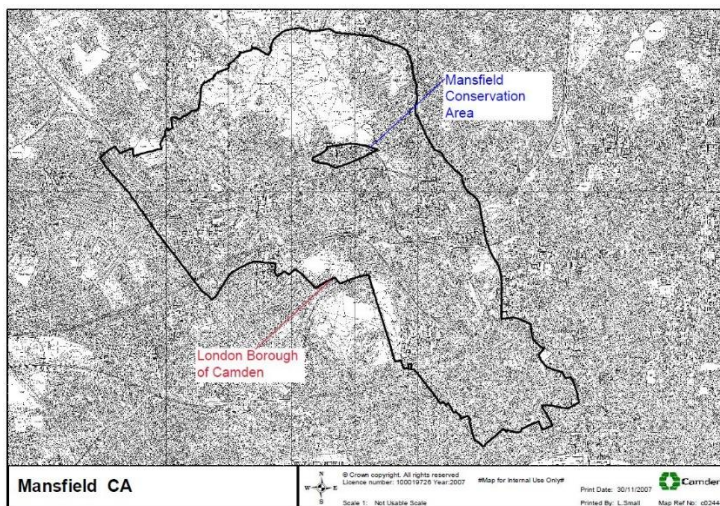 Mansfield
Conservation
Area
London Borough
of Camden
Mansfield CA
N
W
E
S
© Crown copyright. All rights reserved
Licence number: 100019726 Year:2007
#Map for Internal Use Only#
Scale 1: Not Usable Scale
Print Date: 30/11/2007
Printed By: L.Small
Camden
Map Ref No: c0244